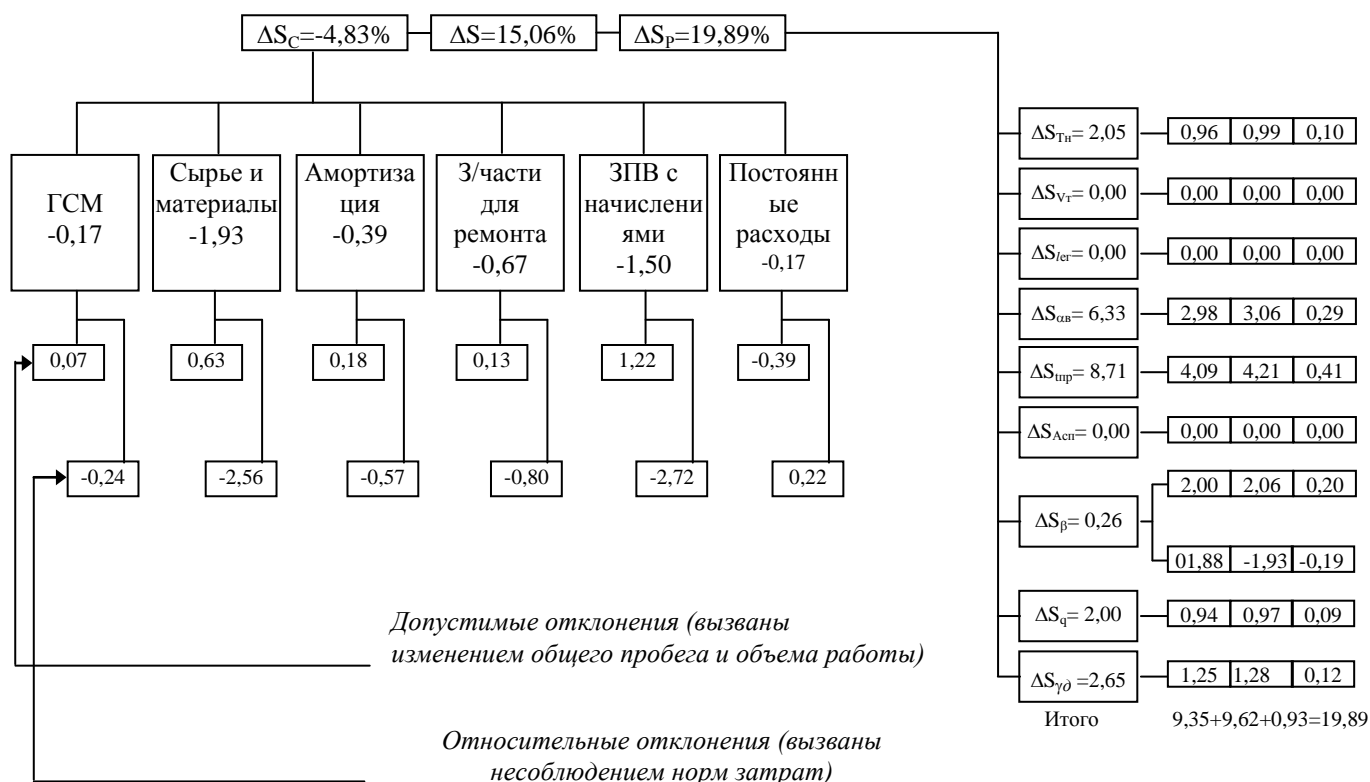 ΔS_C=-4,83% ΔS=15,06% ΔS_P=19,89%
ГСМ
-0,17
Сырье и
материалы
-1,93
Амортиза
ция
-0,39
З/части
для
ремонта
-0,67
ЗПВ с
начислени
ями
-1,50
Постоянн
ые
расходы
-0,17
0,07 0,63 0,18 0,13 1,22 -0,39
-0,24 -2,56 -0,57 -0,80 -2,72 0,22
ΔS_Тн= 2,05 0,96 0,99 0,10
ΔS_Vт= 0,00 0,00 0,00 0,00
ΔS_lег= 0,00 0,00 0,00 0,00
ΔS_αв= 6,33 2,98 3,06 0,29
ΔS_tпр= 8,71 4,09 4,21 0,41
ΔS_Асп= 0,00 0,00 0,00 0,00
2,00 2,06 0,20
ΔS_β= 0,26
01,88 -1,93 -0,19
ΔS_q= 2,00 0,94 0,97 0,09
ΔS_γд =2,65 1,25 1,28 0,12
Итого 9,35+9,62+0,93=19,89
Допустимые отклонения (вызваны
изменением общего пробега и объема работы)
Относительные отклонения (вызваны
несоблюдением норм затрат)